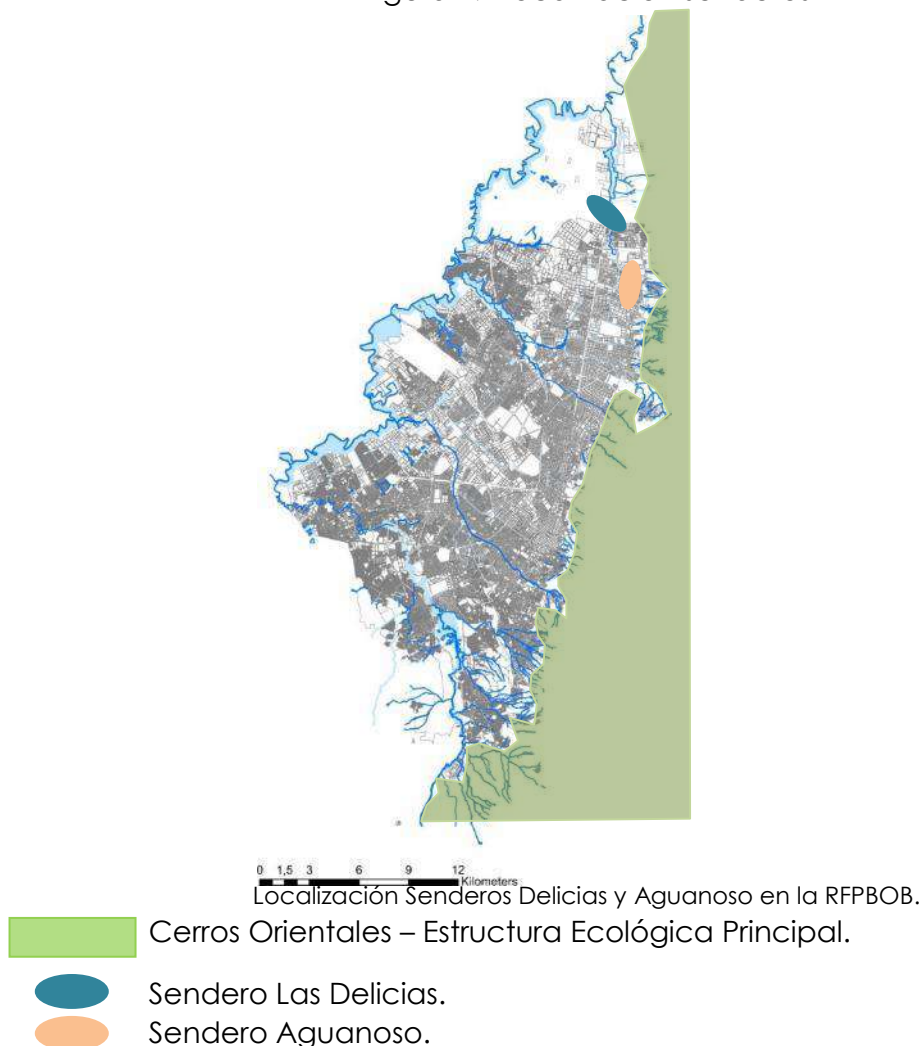 0 1,5 3 6 9 12
Kilometers
Localización Senderos Delicias y Aguanoso en la RFPBOB.
Cerros Orientales – Estructura Ecológica Principal.
Sendero Las Delicias.
Sendero Aguanoso.